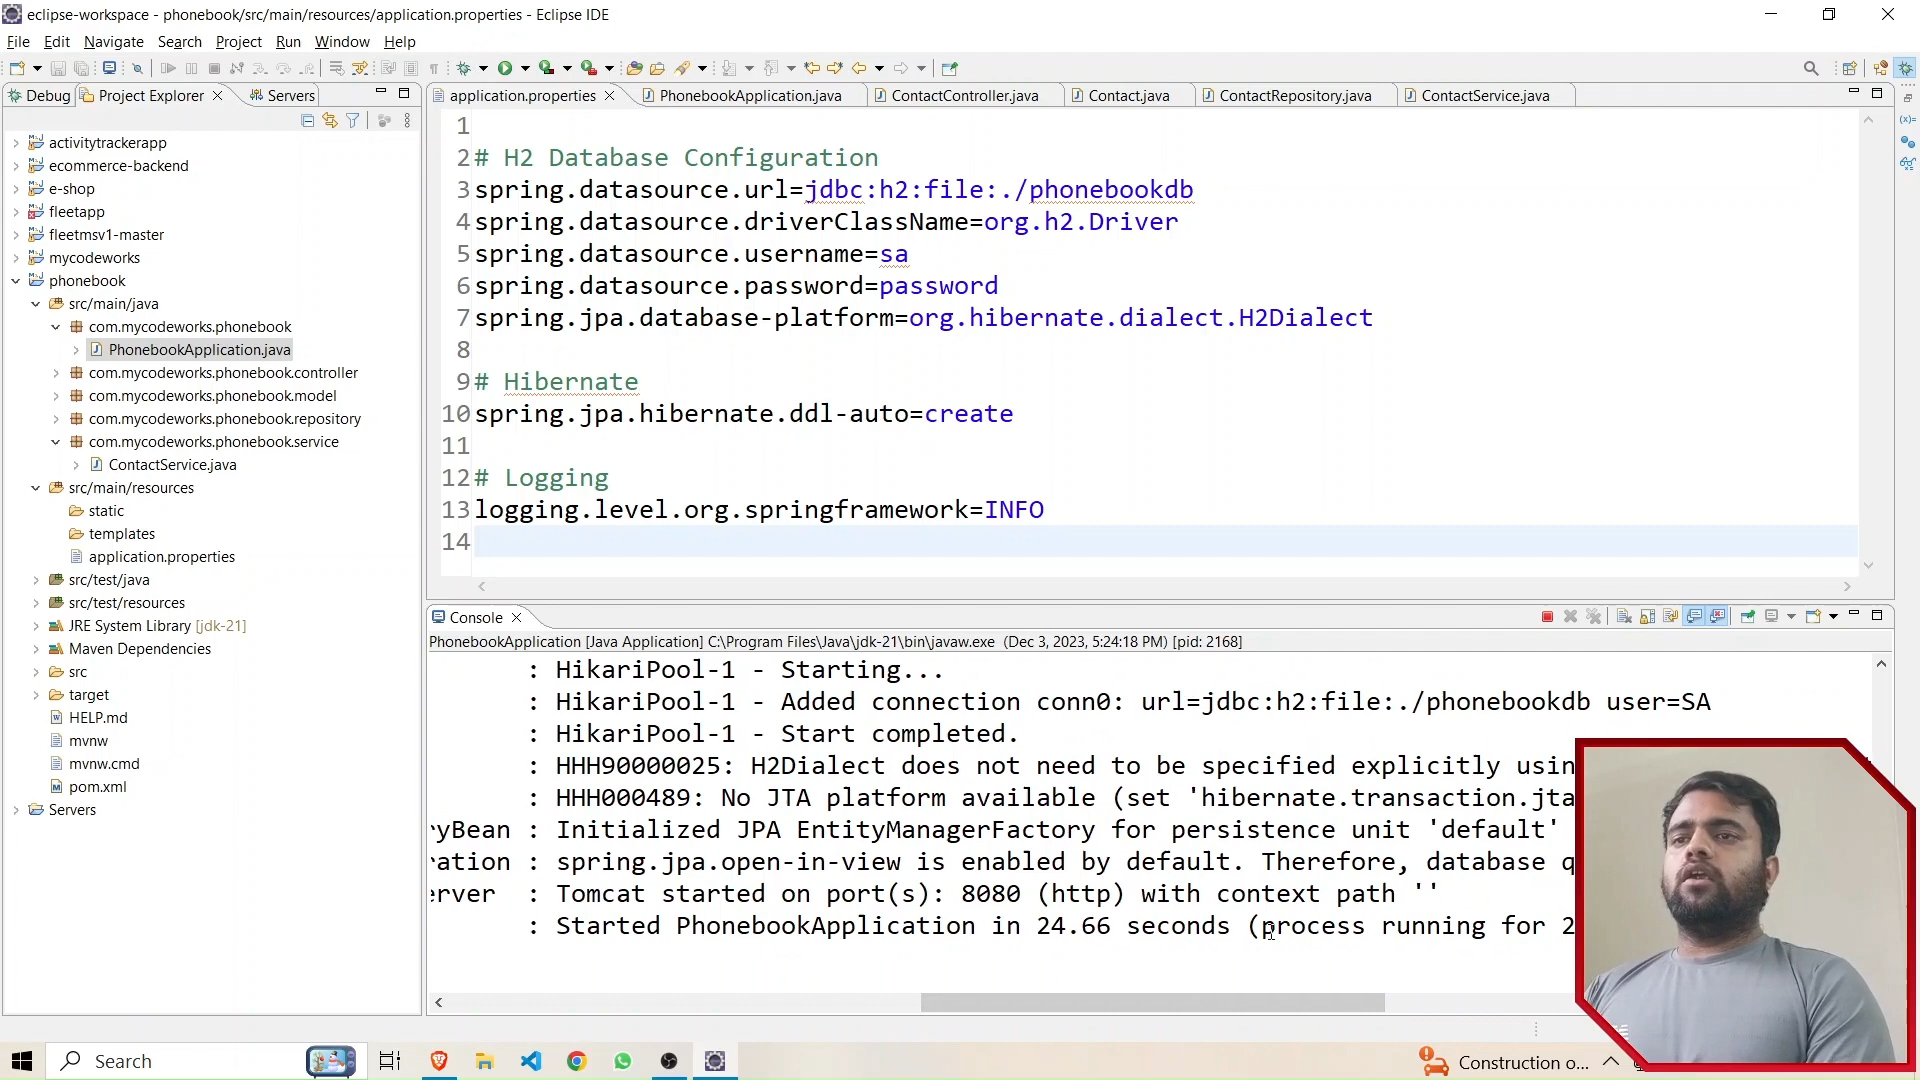 eclipse-workspace - phonebook/src/main/resources/application.properties - Eclipse IDE
File Edit Navigate Search Project Run Window Help
Debug Project Explorer Servers
application.properties PhonebookApplication.java ContactController.java Contact.java ContactRepository.java ContactService.java
activitytrackerapp
ecommerce-backend
e-shop
fleetapp
fleetmsv1-master
mycodeworks
phonebook
src/main/java
com.mycodeworks.phonebook
PhonebookApplication.java
com.mycodeworks.phonebook.controller
com.mycodeworks.phonebook.model
com.mycodeworks.phonebook.repository
com.mycodeworks.phonebook.service
ContactService.java
src/main/resources
static
templates
application.properties
src/test/java
src/test/resources
JRE System Library [jdk-21]
Maven Dependencies
src
target
HELP.md
mvnw
mvnw.cmd
pom.xml
Servers
1
2 # H2 Database Configuration
3 spring.datasource.url=jdbc:h2:file:./phonebookdb
4 spring.datasource.driverClassName=org.h2.Driver
5 spring.datasource.username=sa
6 spring.datasource.password=password
7 spring.jpa.database-platform=org.hibernate.dialect.H2Dialect
8
9 # Hibernate
10 spring.jpa.hibernate.ddl-auto=create
11
12 # Logging
13 logging.level.org.springframework=INFO
14
Console
PhonebookApplication [Java Application] C:\Program Files\Java\jdk-21\bin\javaw.exe (Dec 3, 2023, 5:24:18 PM) [pid: 2168]
: HikariPool-1 - Starting...
: HikariPool-1 - Added connection conn0: url=jdbc:h2:file:./phonebookdb user=SA
: HikariPool-1 - Start completed.
: HHH90000025: H2Dialect does not need to be specified explicitly usin
: HHH000489: No JTA platform available (set 'hibernate.transaction.jta
ryBean : Initialized JPA EntityManagerFactory for persistence unit 'default'
ration : spring.jpa.open-in-view is enabled by default. Therefore, database q
erver : Tomcat started on port(s): 8080 (http) with context path ''
: Started PhonebookApplication in 24.66 seconds (process running for 2
Search
Construction o...